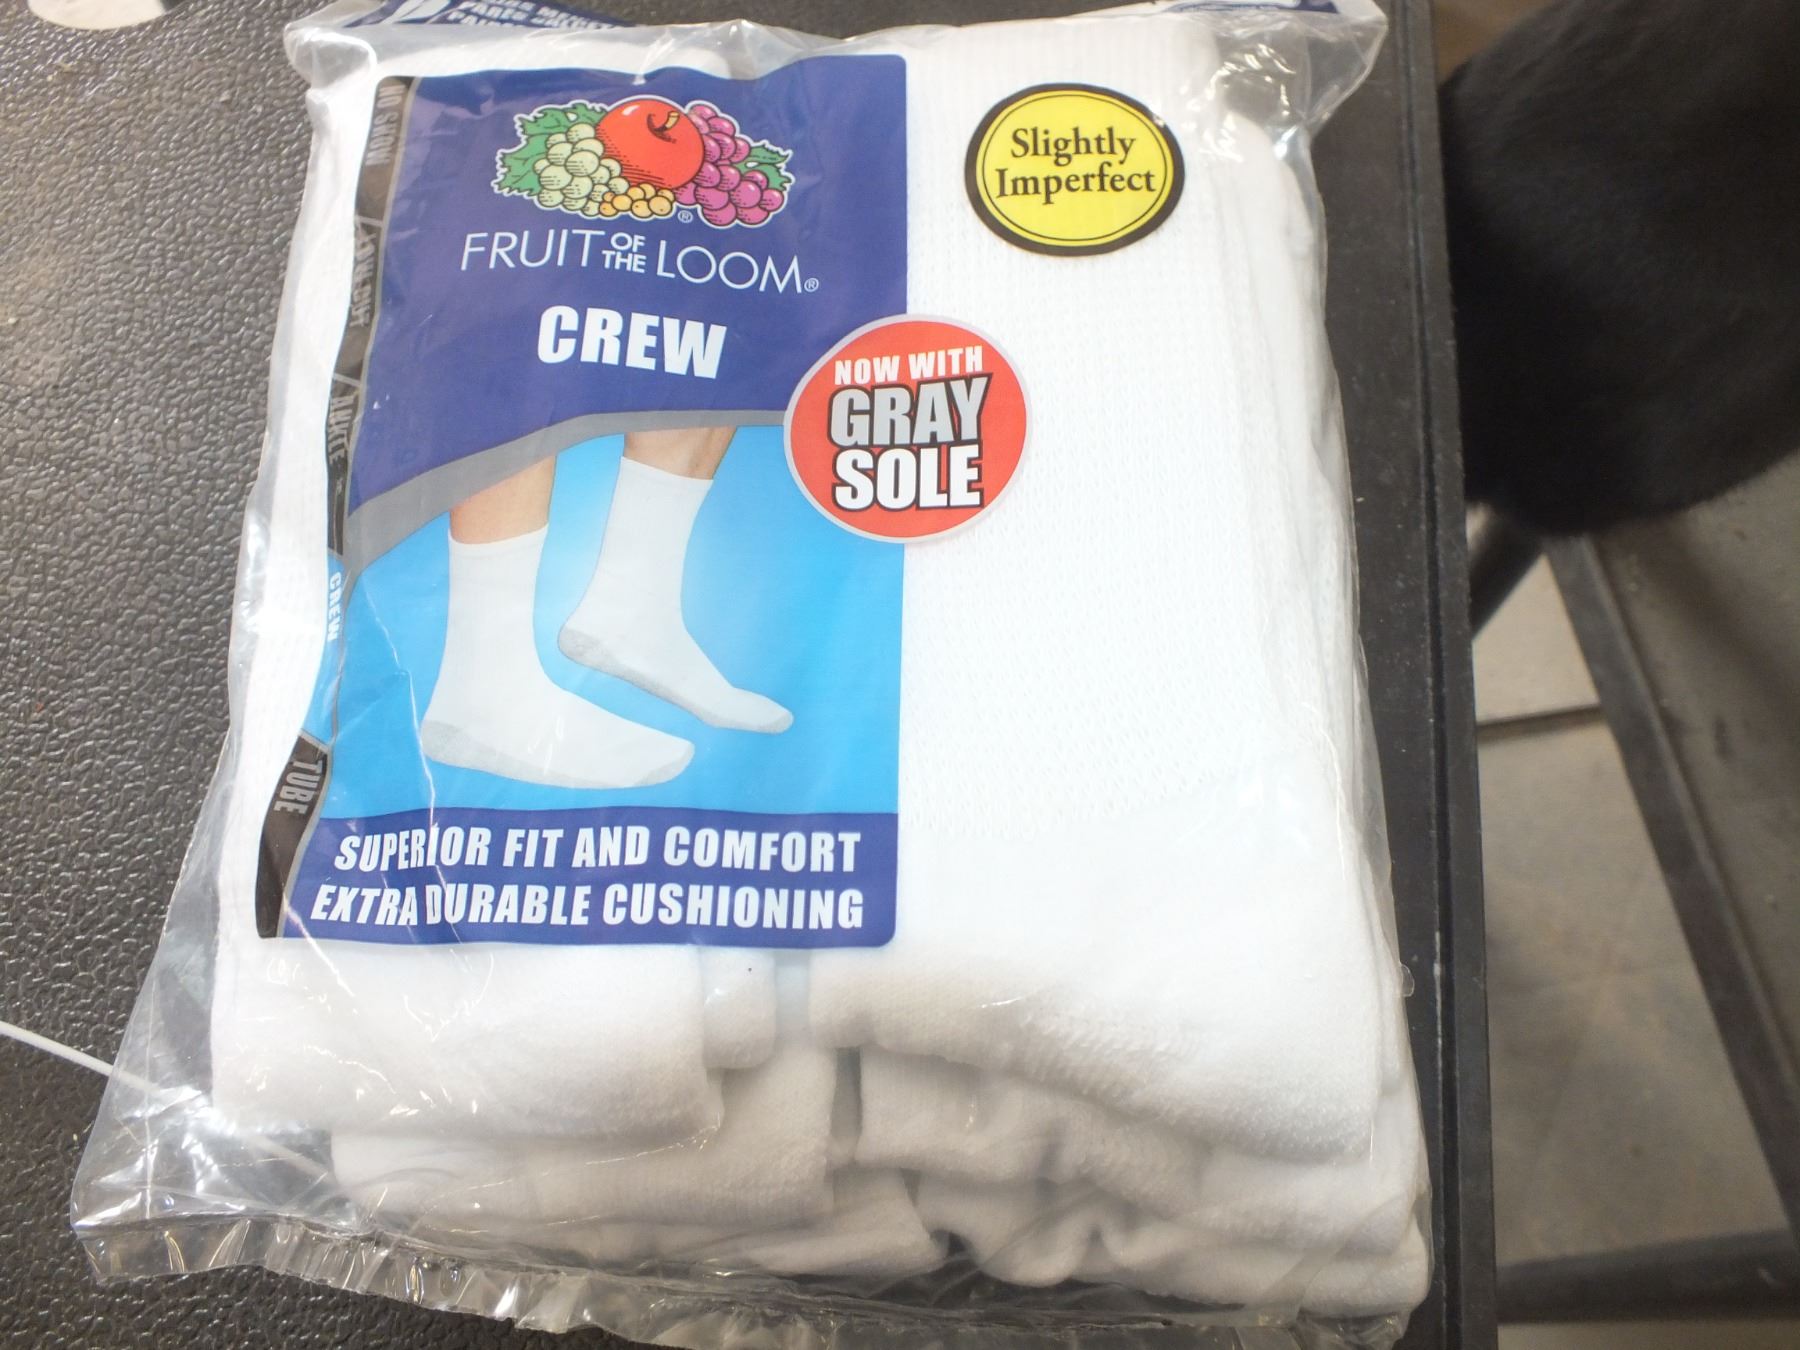 Slightly
Imperfect
FRUIT OF THE LOOM®
CREW
NOW WITH
GRAY
SOLE
NO SHOW
ANKLE
CREW
TUBE
SUPERIOR FIT AND COMFORT
EXTRA DURABLE CUSHIONING